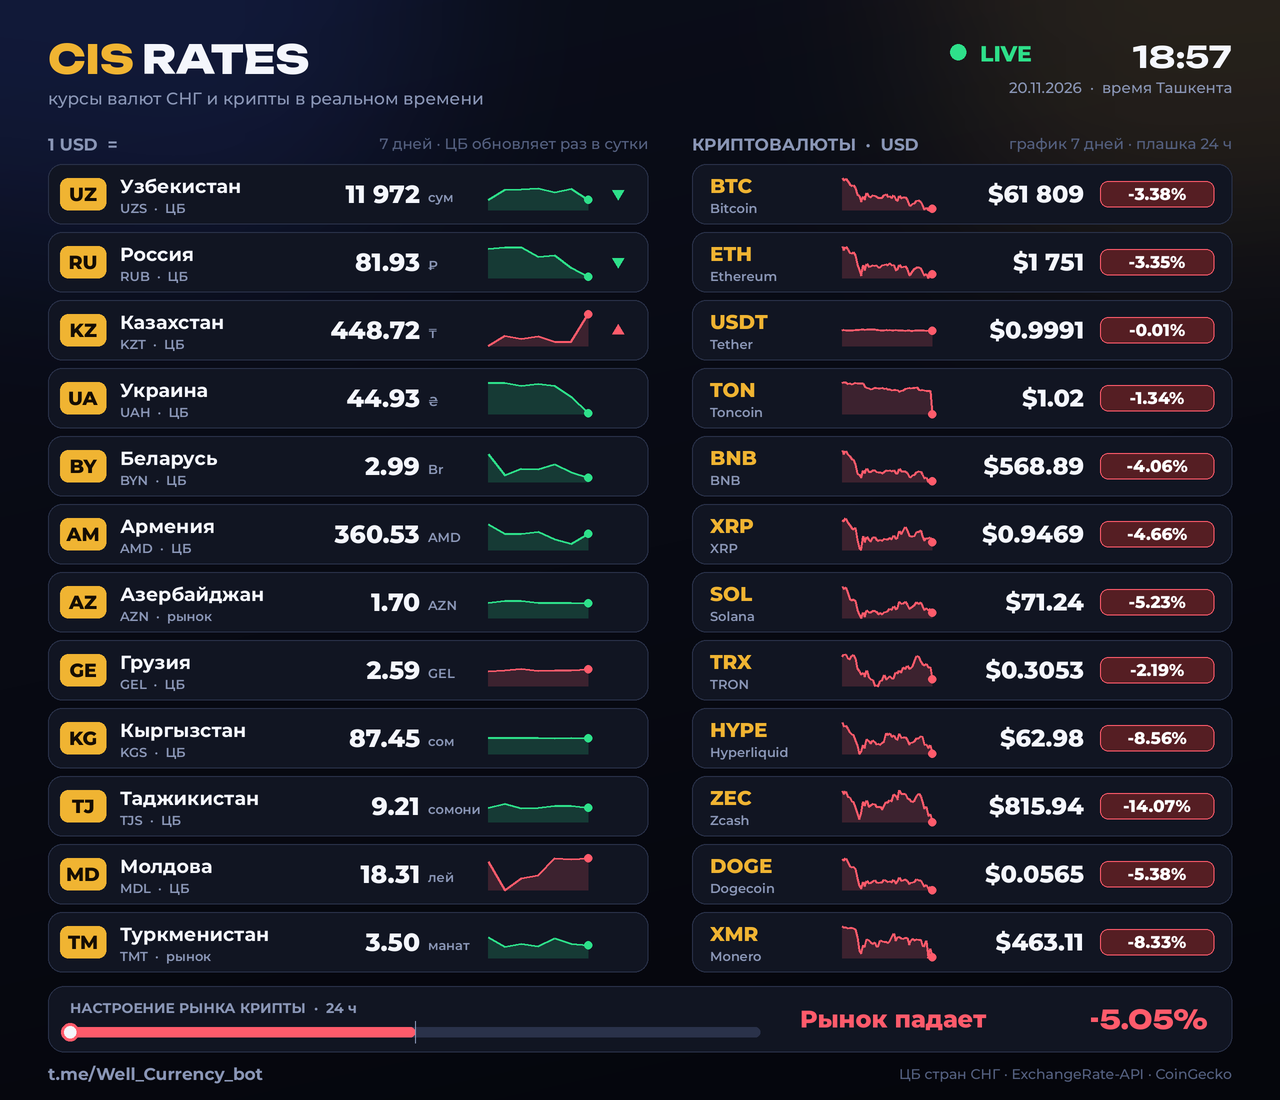 CIS RATES
LIVE 18:57
курсы валют СНГ и крипты в реальном времени
20.11.2026 · время Ташкента
1 USD =
7 дней · ЦБ обновляет раз в сутки
UZ Узбекистан 11 972 сум
UZS · ЦБ
RU Россия 81.93 ₽
RUB · ЦБ
KZ Казахстан 448.72 ₸
KZT · ЦБ
UA Украина 44.93 ₴
UAH · ЦБ
BY Беларусь 2.99 Br
BYN · ЦБ
AM Армения 360.53 AMD
AMD · ЦБ
AZ Азербайджан 1.70 AZN
AZN · рынок
GE Грузия 2.59 GEL
GEL · ЦБ
KG Кыргызстан 87.45 сом
KGS · ЦБ
TJ Таджикистан 9.21 сомони
TJS · ЦБ
MD Молдова 18.31 лей
MDL · ЦБ
TM Туркменистан 3.50 манат
TMT · рынок
КРИПТОВАЛЮТЫ · USD
график 7 дней · плашка 24 ч
BTC $61 809 -3.38%
Bitcoin
ETH $1 751 -3.35%
Ethereum
USDT $0.9991 -0.01%
Tether
TON $1.02 -1.34%
Toncoin
BNB $568.89 -4.06%
BNB
XRP $0.9469 -4.66%
XRP
SOL $71.24 -5.23%
Solana
TRX $0.3053 -2.19%
TRON
HYPE $62.98 -8.56%
Hyperliquid
ZEC $815.94 -14.07%
Zcash
DOGE $0.0565 -5.38%
Dogecoin
XMR $463.11 -8.33%
Monero
НАСТРОЕНИЕ РЫНКА КРИПТЫ · 24 ч
Рынок падает -5.05%
t.me/Well_Currency_bot
ЦБ стран СНГ · ExchangeRate-API · CoinGecko